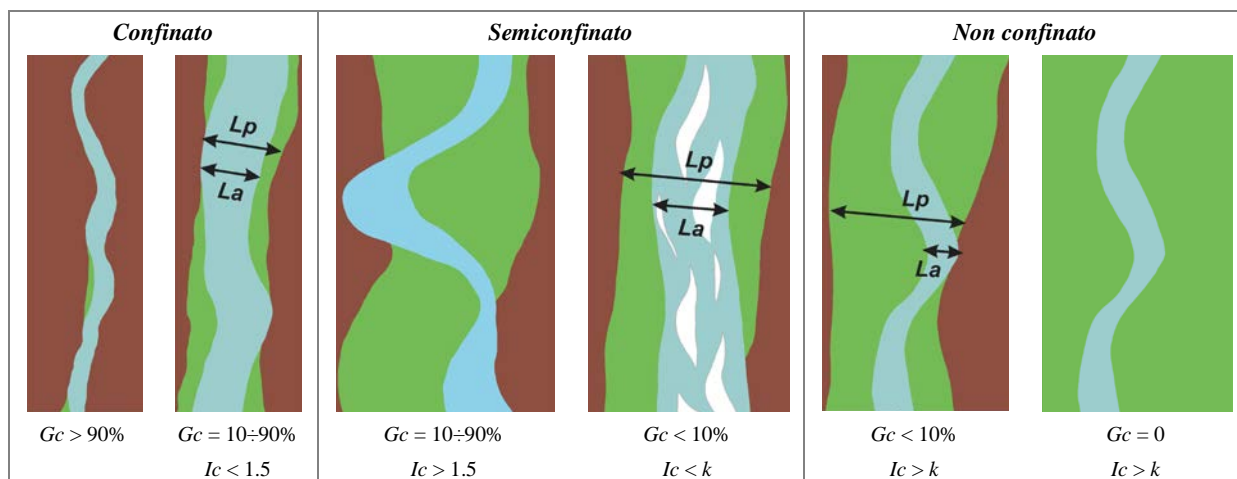 Confinato
Semiconfinato
Non confinato
Lp
La
Lp
La
Lp
La
Gc > 90%
Gc = 10÷90%
Gc = 10÷90%
Gc < 10%
Gc < 10%
Gc = 0
Ic < 1.5
Ic > 1.5
Ic < k
Ic > k
Ic > k